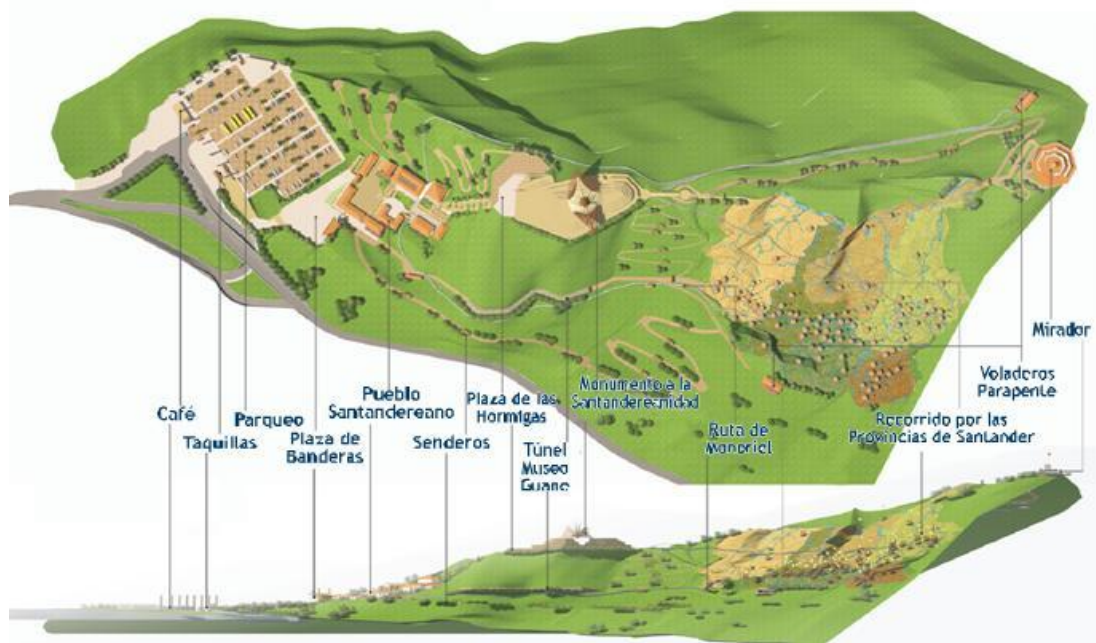 Mirador
Voladeros
Parapente
Café
Taquillas
Parqueo
Plaza de
Banderas
Pueblo
Santandereano
Senderos
Plaza de las
Hormigas
Túnel
Museo
Guane
Monumento a la
Santandereanidad
Ruta de
Monoriel
Recorrido por las
Provincias de Santander